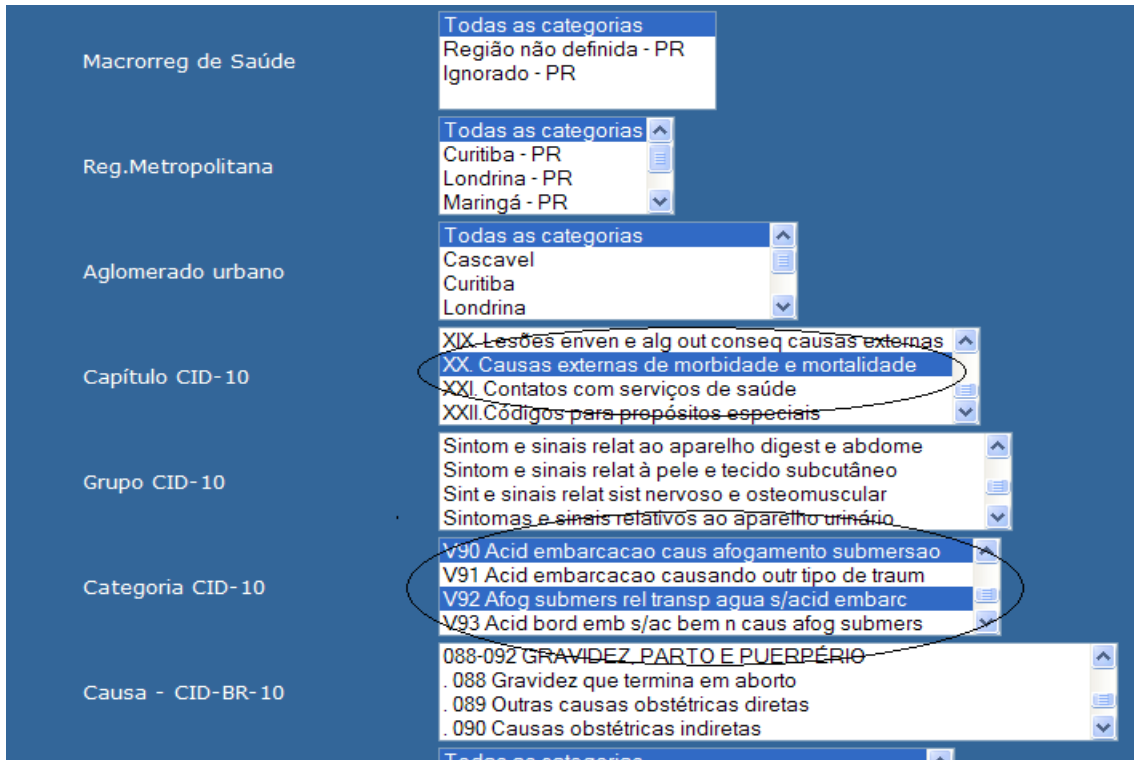 Macrorreg de Saúde
Todas as categorias
Região não definida - PR
Ignorado - PR
Reg.Metropolitana
Todas as categorias
Curitiba - PR
Londrina - PR
Maringá - PR
Aglomerado urbano
Todas as categorias
Cascavel
Curitiba
Londrina
Capítulo CID-10
XIX. Lesões enven e alg out conseq causas externas
XX. Causas externas de morbidade e mortalidade
XXI. Contatos com serviços de saúde
XXII.Códigos para propósitos especiais
Grupo CID-10
Sintom e sinais relat ao aparelho digest e abdome
Sintom e sinais relat à pele e tecido subcutâneo
Sint e sinais relat sist nervoso e osteomuscular
Sintomas e sinais relativos ao aparelho urinário
Categoria CID-10
V90 Acid embarcacao caus afogamento submersao
V91 Acid embarcacao causando outr tipo de traum
V92 Afog submers rel transp agua s/acid embarc
V93 Acid bord emb s/ac bem n caus afog submers
Causa - CID-BR-10
088-092 GRAVIDEZ, PARTO E PUERPÉRIO
. 088 Gravidez que termina em aborto
. 089 Outras causas obstétricas diretas
. 090 Causas obstétricas indiretas
Todas as categorias